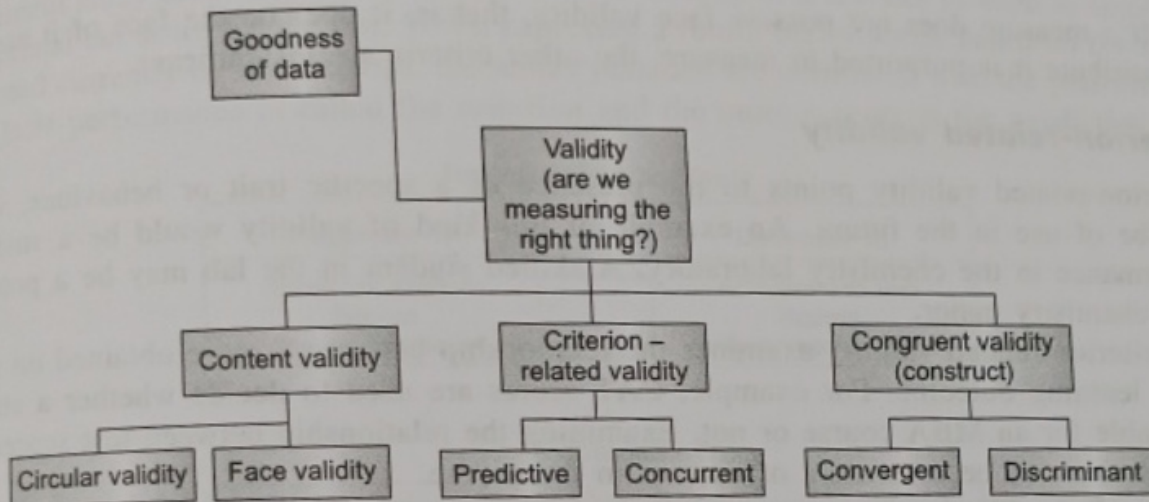 Goodness
of data
Validity
(are we
measuring the
right thing?)
Content validity
Criterion –
related validity
Congruent validity
(construct)
Circular validity
Face validity
Predictive
Concurrent
Convergent
Discriminant